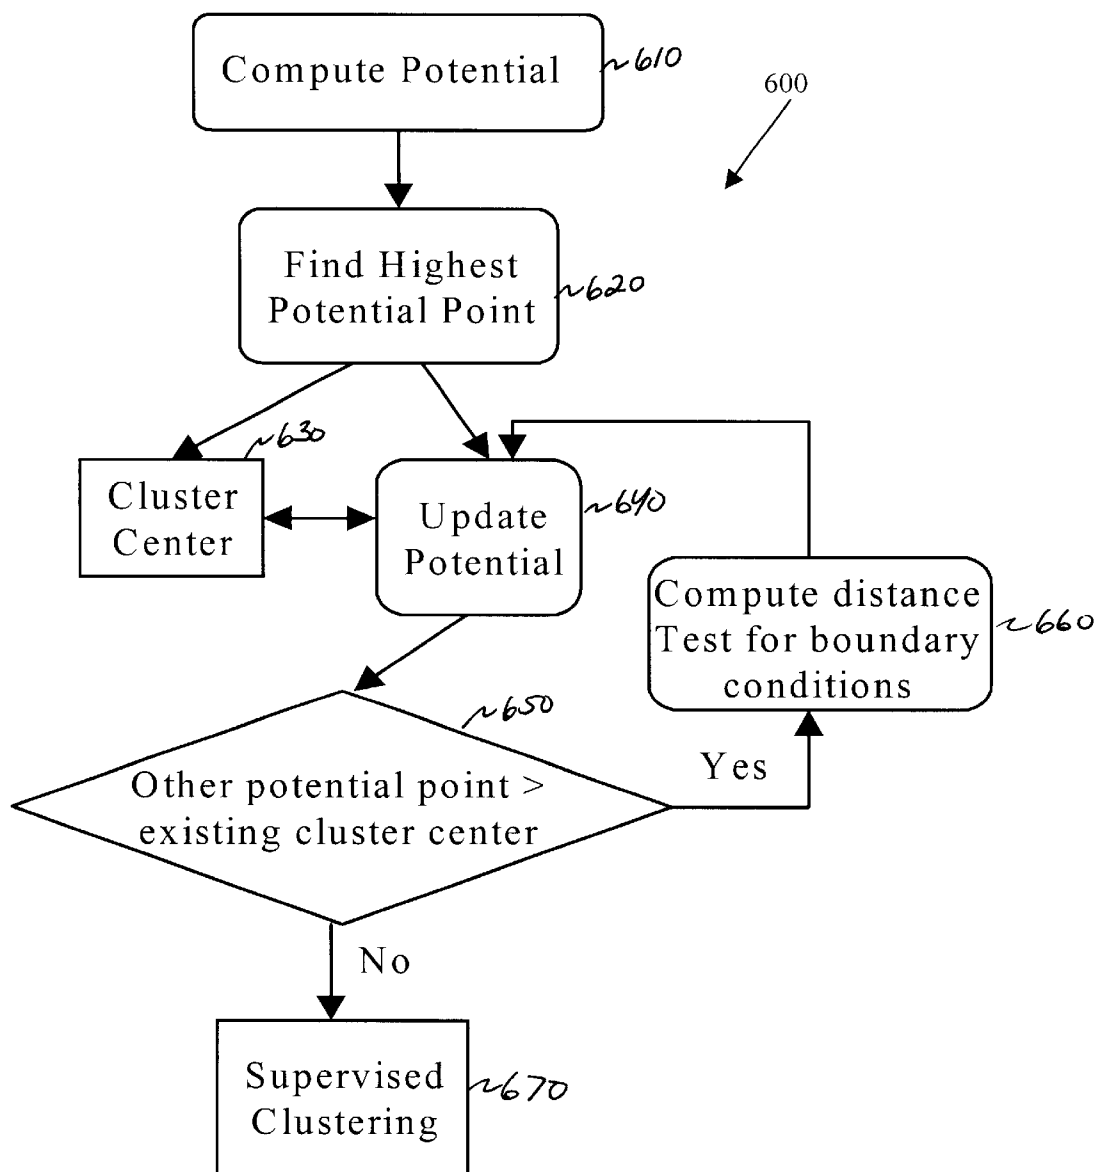 Compute Potential
~610
600
Find Highest
Potential Point
~620
~630
Cluster
Center
Update
Potential
~640
Compute distance
Test for boundary
conditions
~660
~650
Other potential point >
existing cluster center
Yes
No
Supervised
Clustering
~670